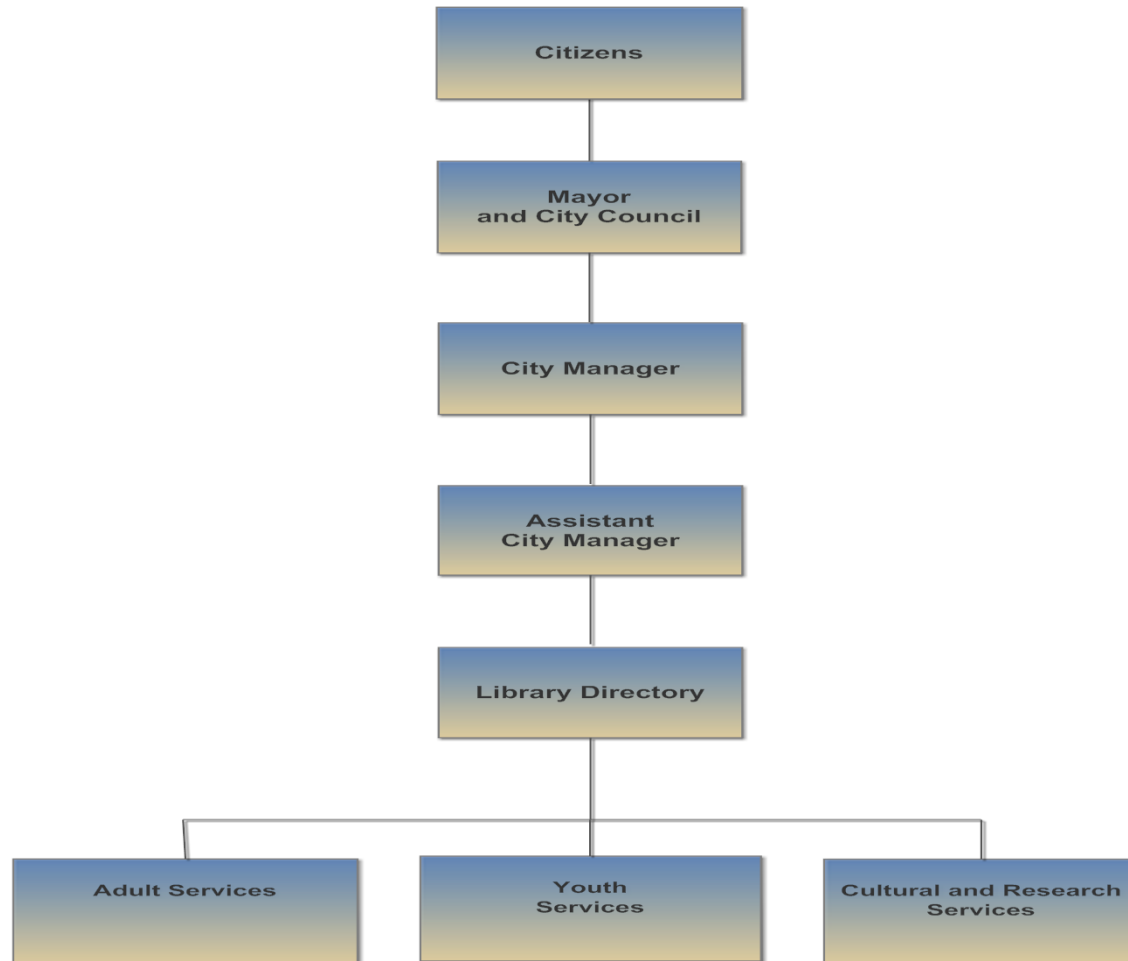 Citizens
Mayor
and City Council
City Manager
Assistant
City Manager
Library Directory
Adult Services
Youth
Services
Cultural and Research
Services